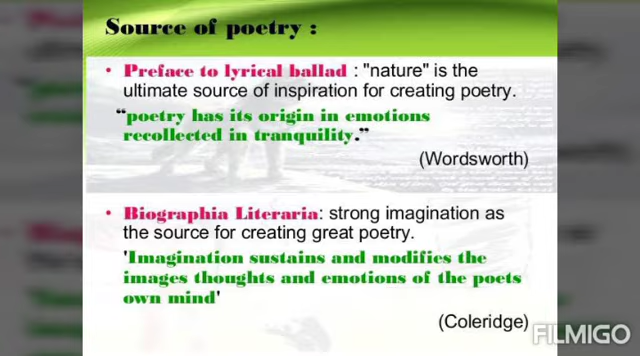 Source of poetry :
• Preface to lyrical ballad : "nature" is the
ultimate source of inspiration for creating poetry.
“poetry has its origin in emotions
recollected in tranquility.”
(Wordsworth)
• Biographia Literaria: strong imagination as
the source for creating great poetry.
'Imagination sustains and modifies the
images thoughts and emotions of the poets
own mind'
(Coleridge)
FILMIGO